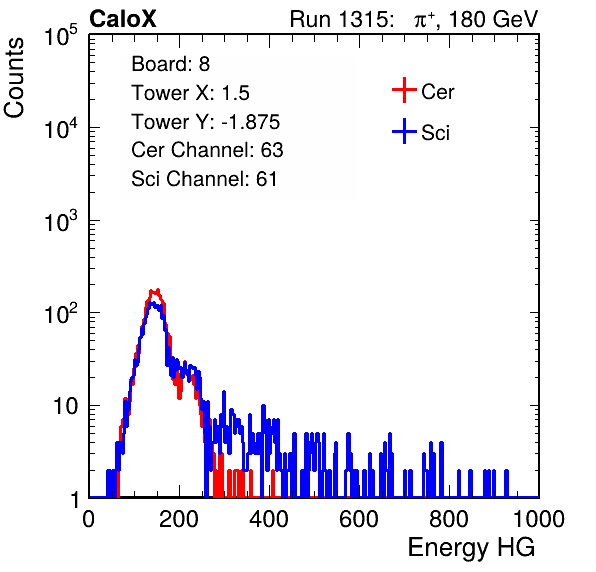 CaloX Run 1315: π⁺, 180 GeV
Board: 8
Tower X: 1.5
Tower Y: -1.875
Cer Channel: 63
Sci Channel: 61
Cer
Sci
Counts
10⁵
10⁴
10³
10²
10
1
0 200 400 600 800 1000
Energy HG